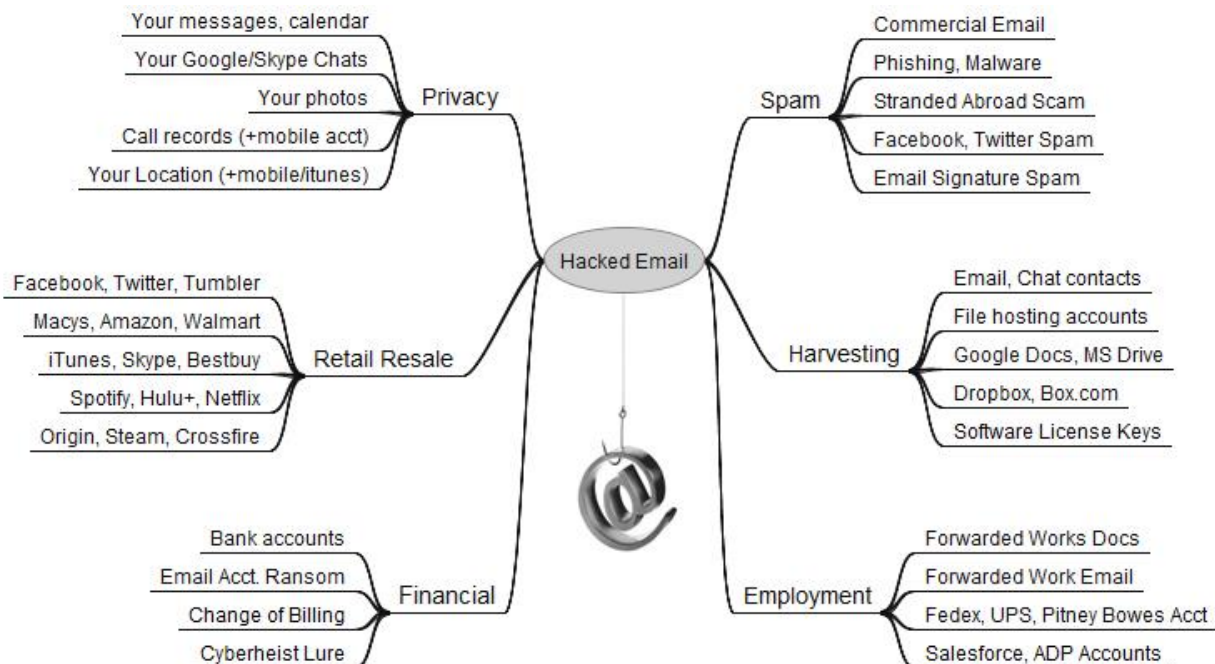 Hacked Email
Privacy
Your messages, calendar
Your Google/Skype Chats
Your photos
Call records (+mobile acct)
Your Location (+mobile/itunes)
Retail Resale
Facebook, Twitter, Tumbler
Macys, Amazon, Walmart
iTunes, Skype, Bestbuy
Spotify, Hulu+, Netflix
Origin, Steam, Crossfire
Financial
Bank accounts
Email Acct. Ransom
Change of Billing
Cyberheist Lure
Spam
Commercial Email
Phishing, Malware
Stranded Abroad Scam
Facebook, Twitter Spam
Email Signature Spam
Harvesting
Email, Chat contacts
File hosting accounts
Google Docs, MS Drive
Dropbox, Box.com
Software License Keys
Employment
Forwarded Works Docs
Forwarded Work Email
Fedex, UPS, Pitney Bowes Acct
Salesforce, ADP Accounts
@